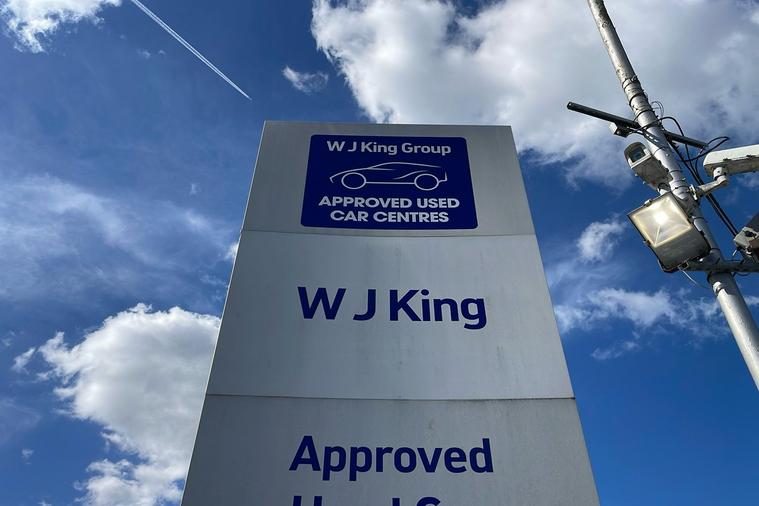 W J King Group
APPROVED USED
CAR CENTRES
W J King
Approved